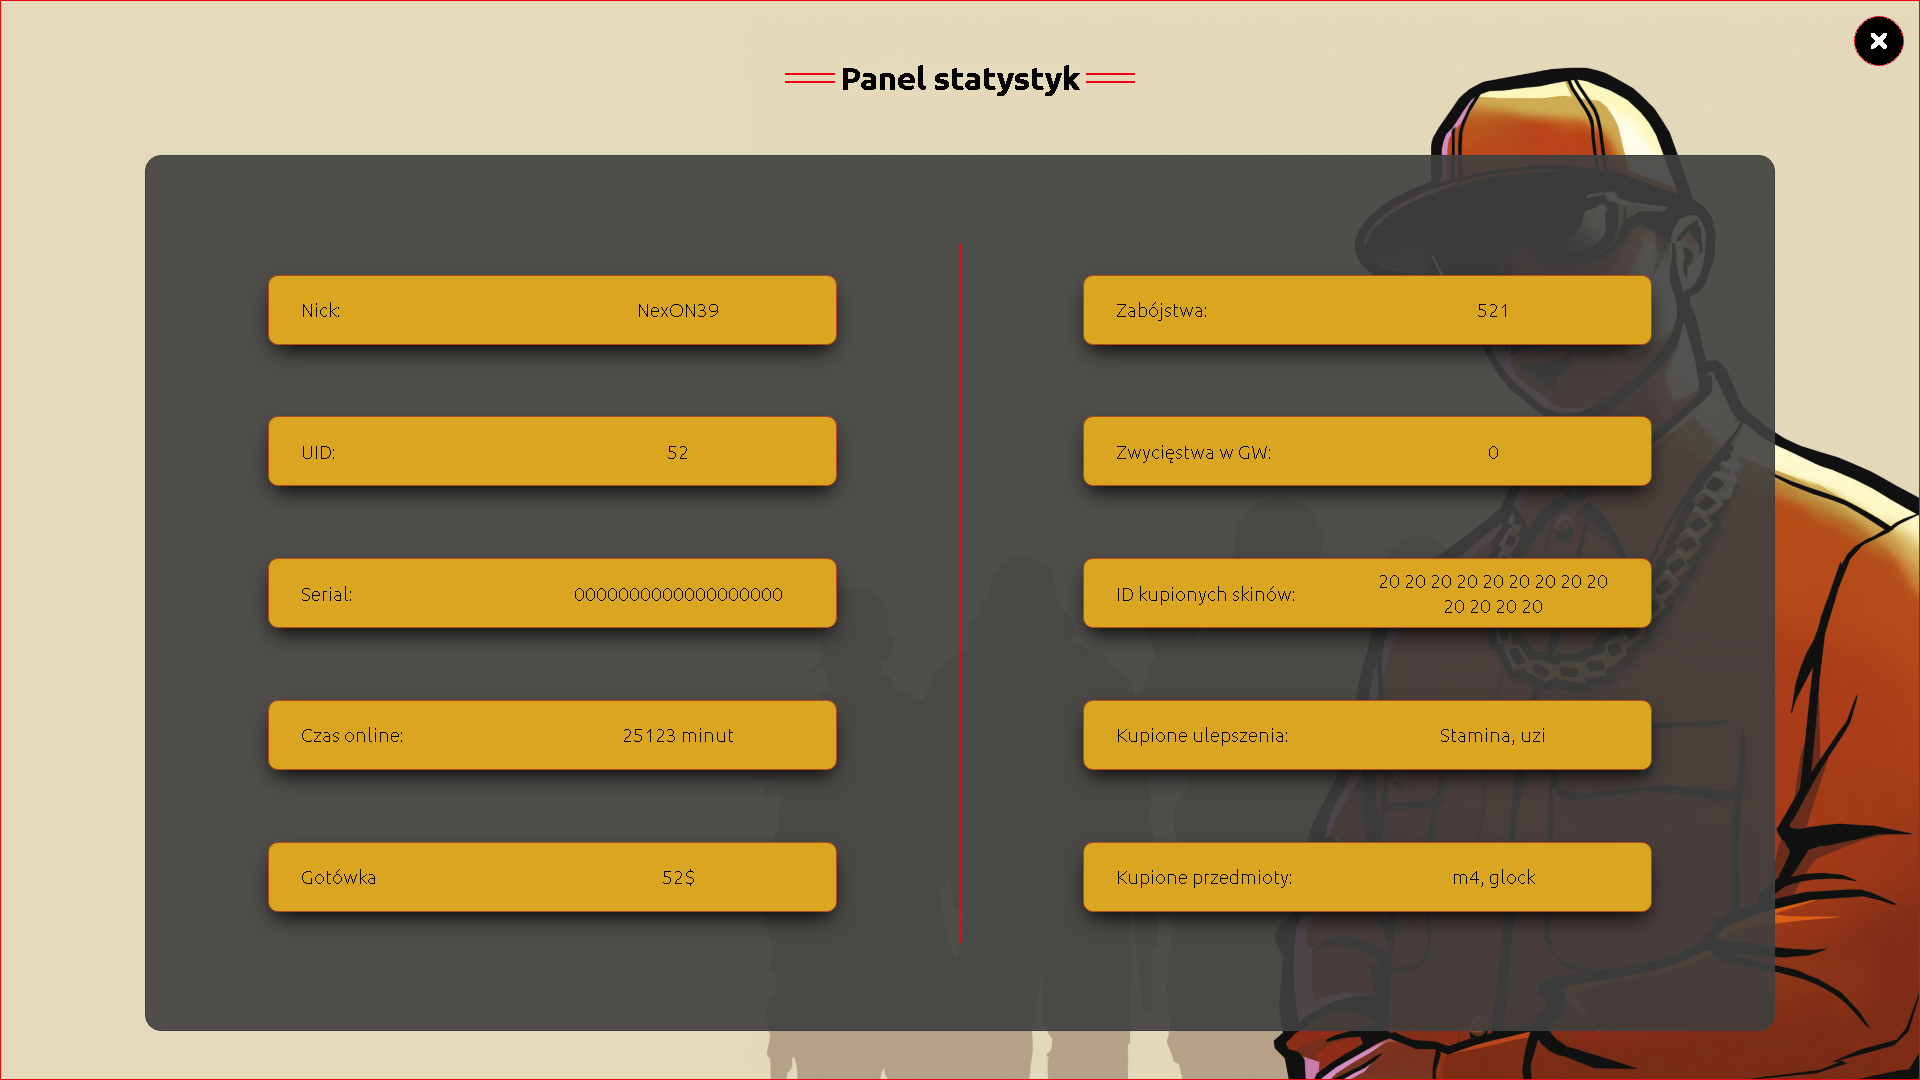 Panel statystyk
Nick: NexON39
UID: 52
Serial: 0000000000000000000
Czas online: 25123 minut
Gotówka 52$
Zabójstwa: 521
Zwycięstwa w GW: 0
ID kupionych skinów: 20 20 20 20 20 20 20 20 20
20 20 20 20
Kupione ulepszenia: Stamina, uzi
Kupione przedmioty: m4, glock